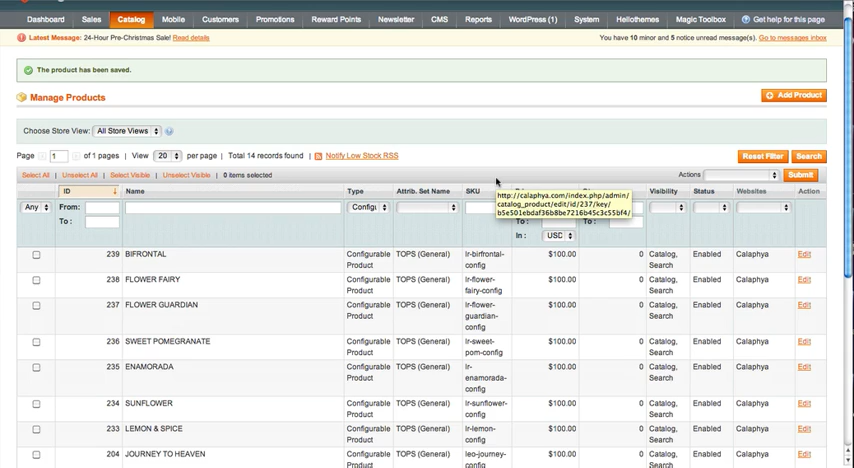 Dashboard Sales Catalog Mobile Customers Promotions Reward Points Newsletter CMS Reports WordPress (1) System Hellothemes Magic Toolbox Get help for this page
Latest Message: 24-Hour Pre-Christmas Sale! Read details You have 10 minor and 5 notice unread message(s). Go to messages inbox
The product has been saved.
Manage Products Add Product
Choose Store View: All Store Views
Page 1 of 1 pages | View 20 per page | Total 14 records found | Notify Low Stock RSS Reset Filter Search
Select All | Unselect All | Select Visible | Unselect Visible | 0 items selected Actions Submit
ID Name Type Attrib. Set Name SKU Visibility Status Websites Action
http://calaphya.com/index.php/admin/
catalog_product/edit/id/237/key/
b5e501ebdaf36b8be7216b45c3c55bf4/
Any From: Configu
To : To : To :
In : USD
239 BIFRONTAL Configurable Product TOPS (General) lr-birfrontal-config $100.00 0 Catalog, Search Enabled Calaphya Edit
238 FLOWER FAIRY Configurable Product TOPS (General) lr-flower-fairy-config $100.00 0 Catalog, Search Enabled Calaphya Edit
237 FLOWER GUARDIAN Configurable Product TOPS (General) lr-flower-guardian-config $100.00 0 Catalog, Search Enabled Calaphya Edit
236 SWEET POMEGRANATE Configurable Product TOPS (General) lr-sweet-pom-config $100.00 0 Catalog, Search Enabled Calaphya Edit
235 ENAMORADA Configurable Product TOPS (General) lr-enamorada-config $100.00 0 Catalog, Search Enabled Calaphya Edit
234 SUNFLOWER Configurable Product TOPS (General) lr-sunflower-config $100.00 0 Catalog, Search Enabled Calaphya Edit
233 LEMON & SPICE Configurable Product TOPS (General) lr-lemon-config $100.00 0 Catalog, Search Enabled Calaphya Edit
204 JOURNEY TO HEAVEN Configurable TOPS (General) leo-journey-config $100.00 0 Catalog, Enabled Calaphya Edit